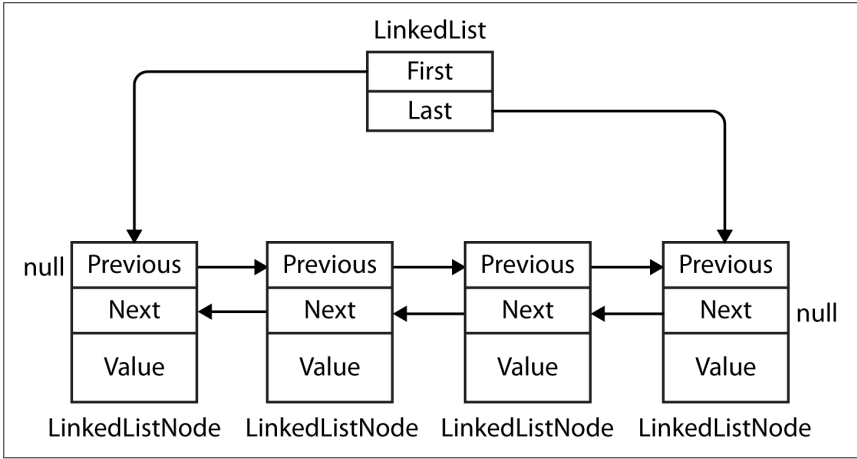 LinkedList
First
Last
null Previous Previous Previous Previous
Next Next Next Next null
Value Value Value Value
LinkedListNode LinkedListNode LinkedListNode LinkedListNode